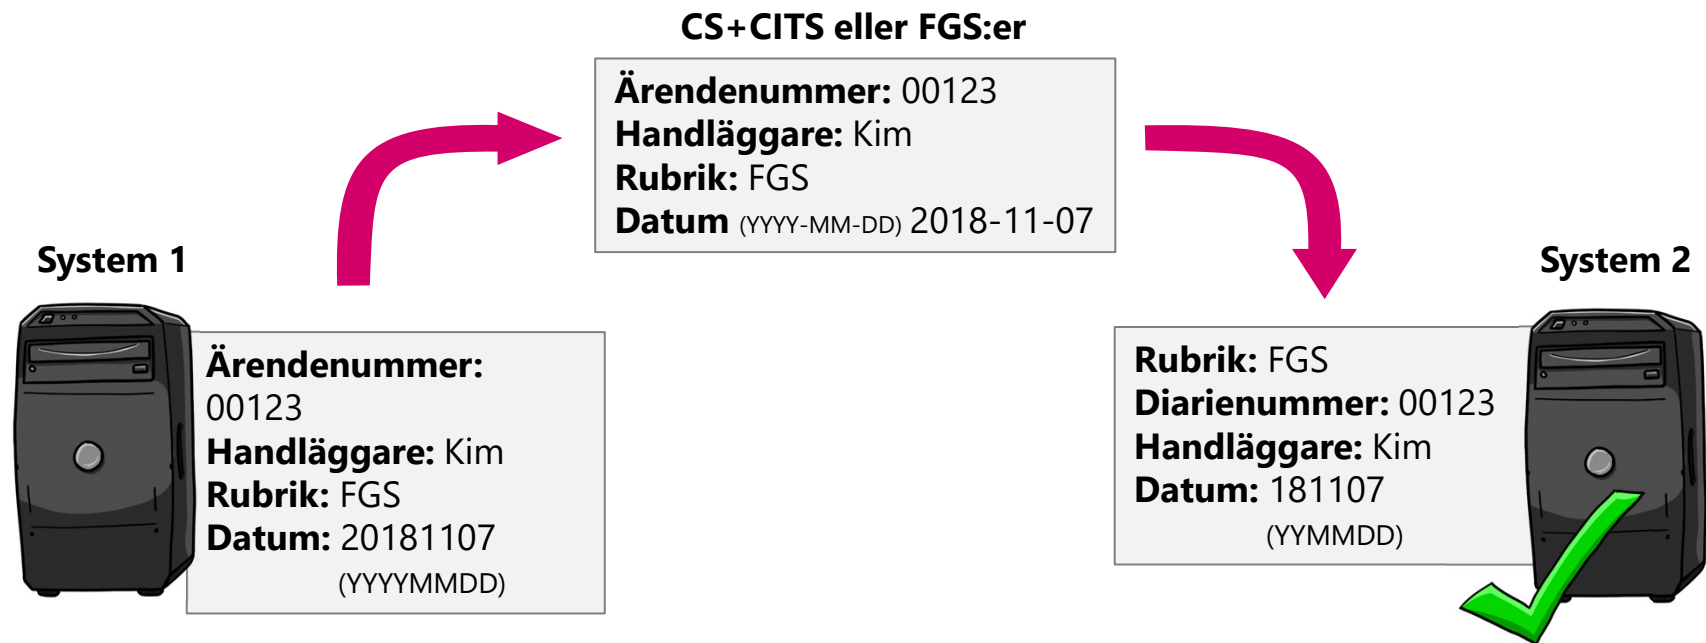 CS+CITS eller FGS:er
Ärendenummer: 00123
Handläggare: Kim
Rubrik: FGS
Datum (YYYY-MM-DD) 2018-11-07
System 1
Ärendenummer:
00123
Handläggare: Kim
Rubrik: FGS
Datum: 20181107
(YYYYMMDD)
System 2
Rubrik: FGS
Diarienummer: 00123
Handläggare: Kim
Datum: 181107
(YYMMDD)